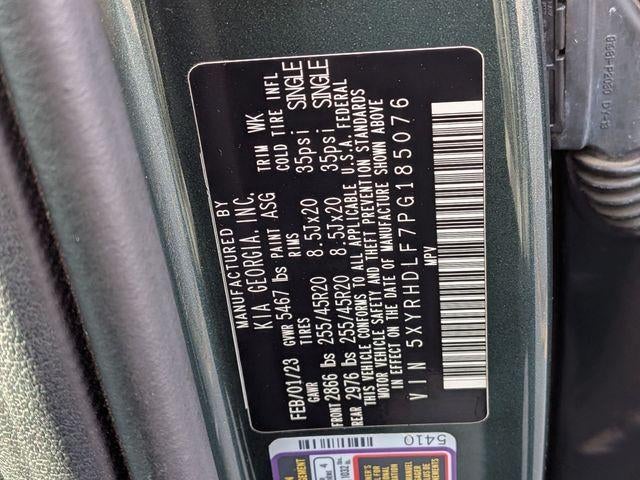 MANUFACTURED BY
KIA GEORGIA, INC.
FEB/01/23 GVWR 5467 lbs PAINT ASG TRIM WK
GAWR TIRES RIMS COLD TIRE INFL
FRONT 2866 lbs 255/45R20 8.5Jx20 35psi SINGLE
REAR 2976 lbs 255/45R20 8.5Jx20 35psi SINGLE
THIS VEHICLE CONFORMS TO ALL APPLICABLE U.S.A. FEDERAL
MOTOR VEHICLE SAFETY AND THEFT PREVENTION STANDARDS
IN EFFECT ON THE DATE OF MANUFACTURE SHOWN ABOVE
VIN 5XYRHDLF7PG185076
MPV
5410